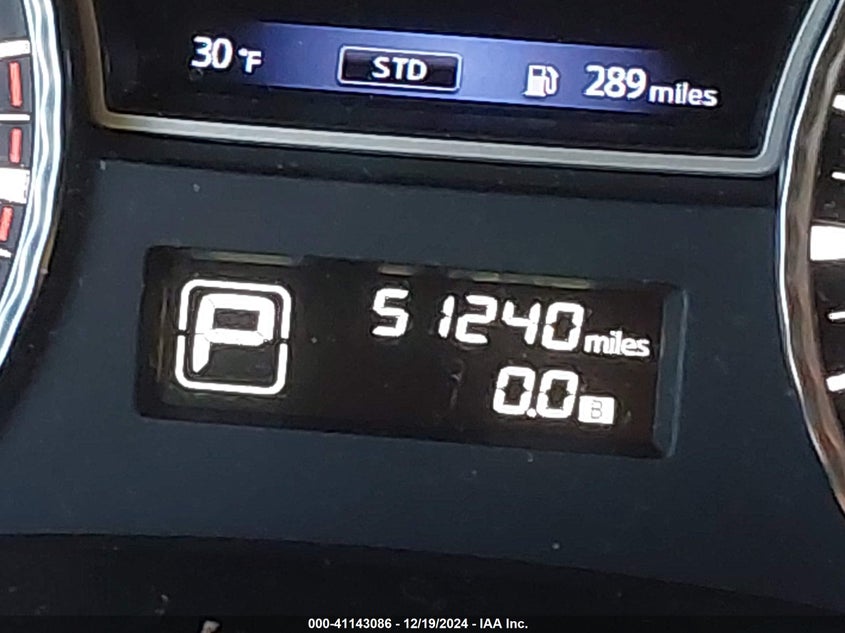 30 °F STD 289 miles
P 51240 miles
0.0 B
000-41143086 - 12/19/2024 - IAA Inc.